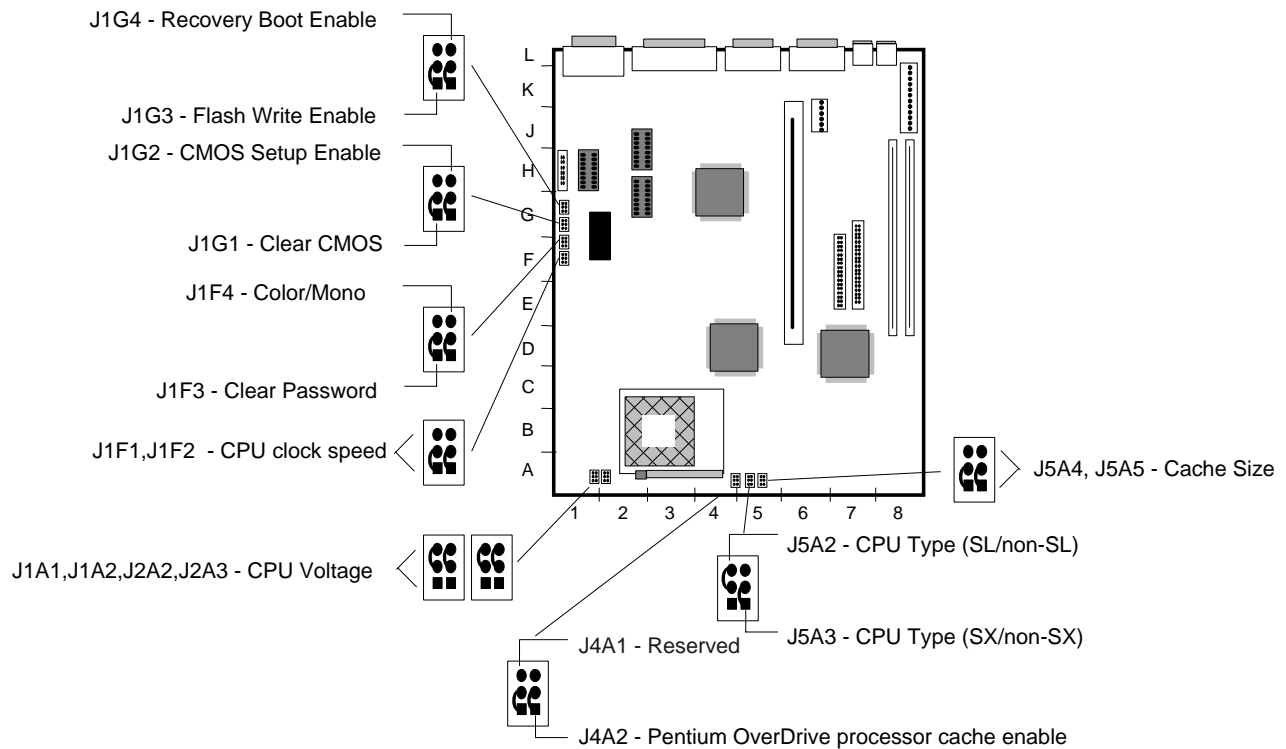 J1G4 - Recovery Boot Enable
J1G3 - Flash Write Enable
J1G2 - CMOS Setup Enable
J1G1 - Clear CMOS
J1F4 - Color/Mono
J1F3 - Clear Password
J1F1,J1F2 - CPU clock speed
J1A1,J1A2,J2A2,J2A3 - CPU Voltage
L
K
J
H
G
F
E
D
C
B
A
1 2 3 4 5 6 7 8
J5A4, J5A5 - Cache Size
J5A2 - CPU Type (SL/non-SL)
J5A3 - CPU Type (SX/non-SX)
J4A1 - Reserved
J4A2 - Pentium OverDrive processor cache enable